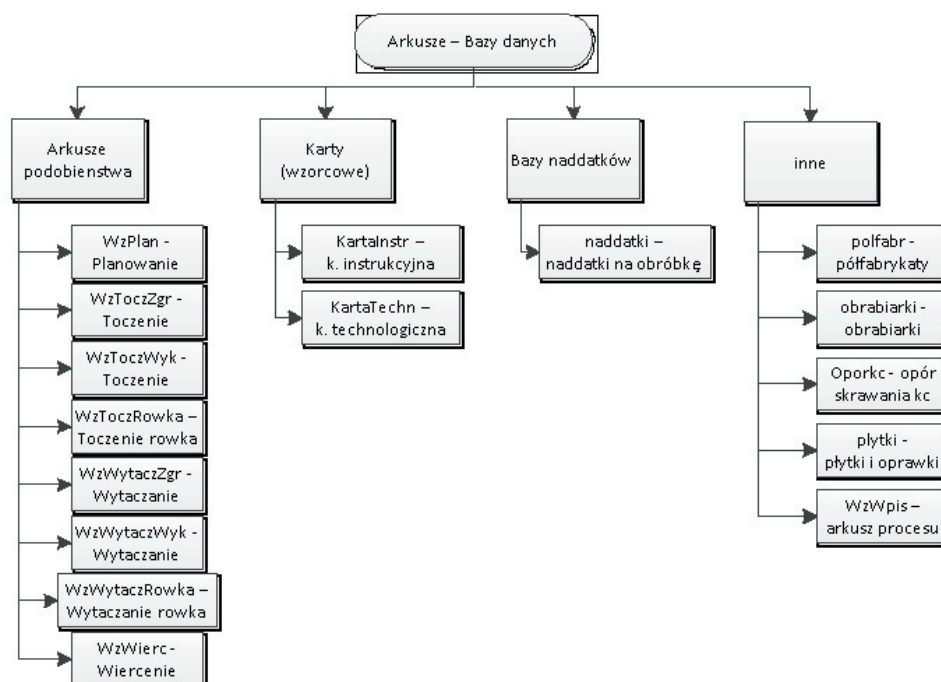 Arkusze – Bazy danych
Arkusze
podobienstwa
Karty
(wzorcowe)
Bazy naddatków
inne
WzPlan -
Planowanie
WzToczZgr -
Toczenie
WzToczWyk -
Toczenie
WzToczRowka –
Toczenie rowka
WzWytaczZgr -
Wytaczanie
WzWytaczWyk -
Wytaczanie
WzWytaczRowka –
Wytaczanie rowka
WzWierc-
Wiercenie
KartaInstr –
k. instrukcyjna
KartaTechn –
k. technologiczna
naddatki –
naddatki na obróbkę
polfabr -
półfabrykaty
obrabiarki -
obrabiarki
Oporkc - opór
skrawania kc
plytki -
płytki i oprawki
WzWpis –
arkusz procesu